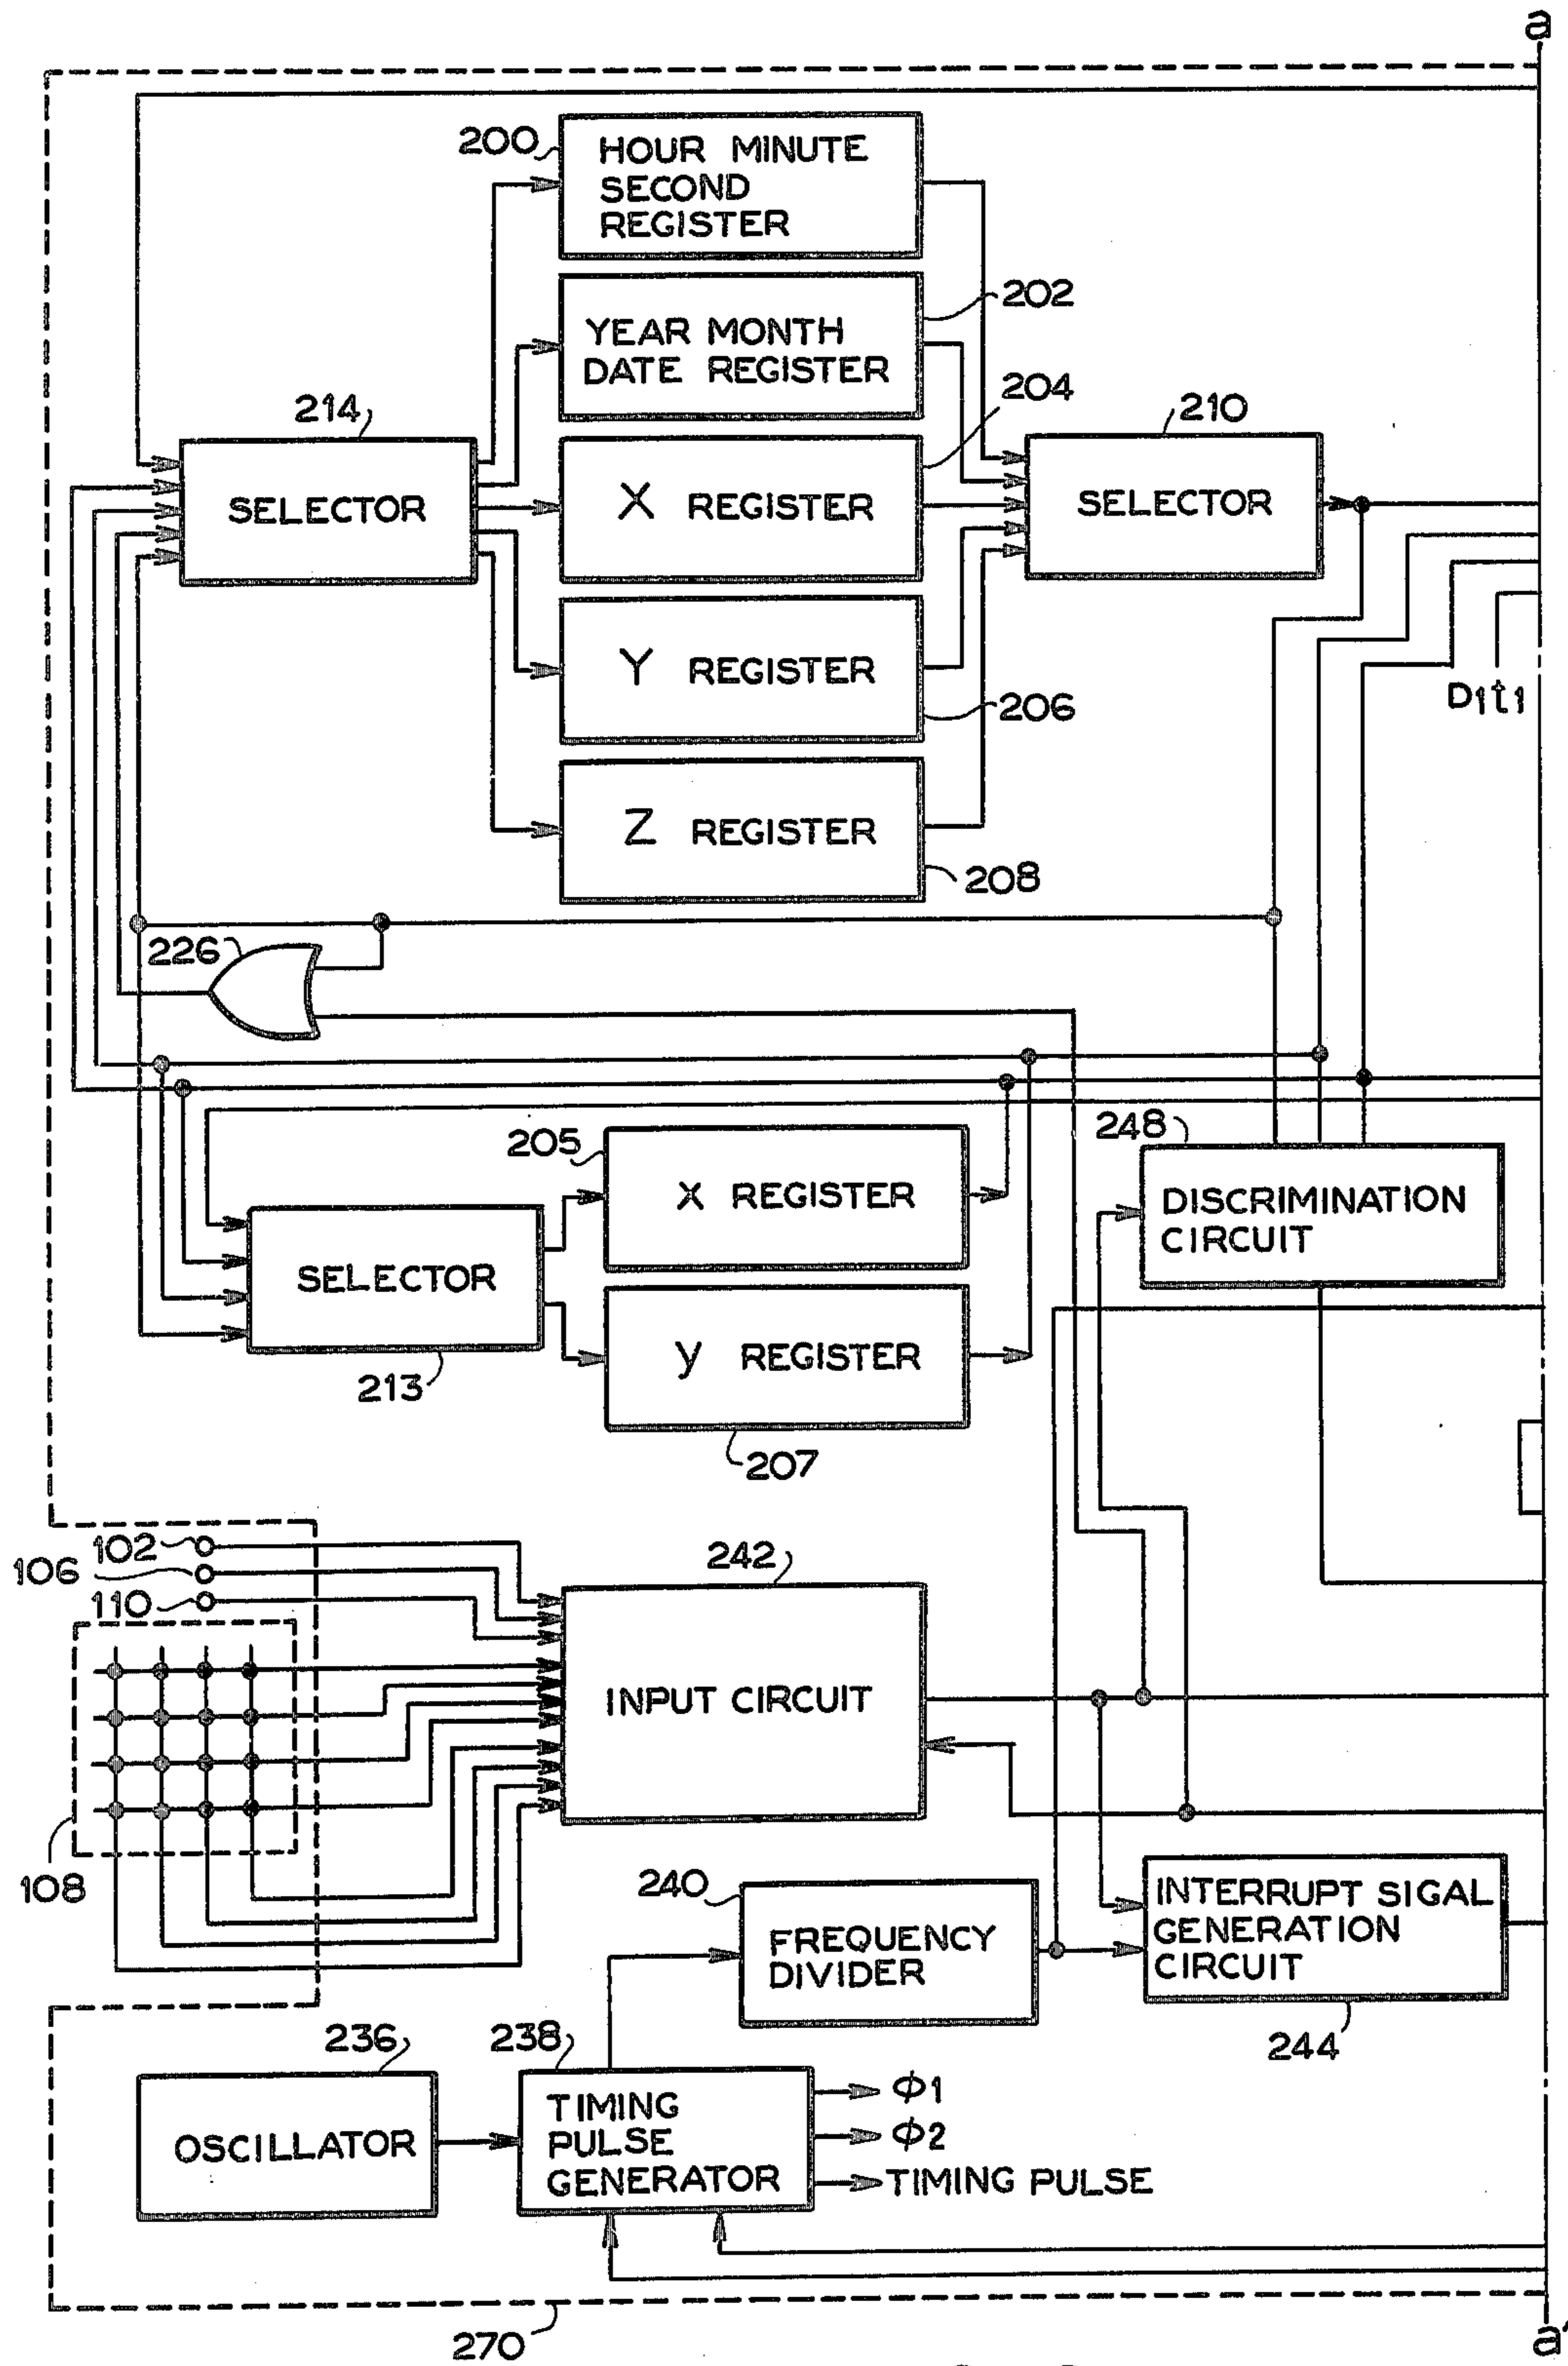 a
200
HOUR MINUTE
SECOND
REGISTER
202
YEAR MONTH
DATE REGISTER
204
214
210
SELECTOR
X REGISTER
SELECTOR
Y REGISTER
206
D1t1
Z REGISTER
208
226
205
X REGISTER
248
DISCRIMINATION
CIRCUIT
SELECTOR
213
y REGISTER
207
102
106
110
242
INPUT CIRCUIT
108
240
FREQUENCY
DIVIDER
INTERRUPT SIGAL
GENERATION
CIRCUIT
244
236
OSCILLATOR
238
TIMING
PULSE
GENERATOR
Φ1
Φ2
TIMING PULSE
270
a'